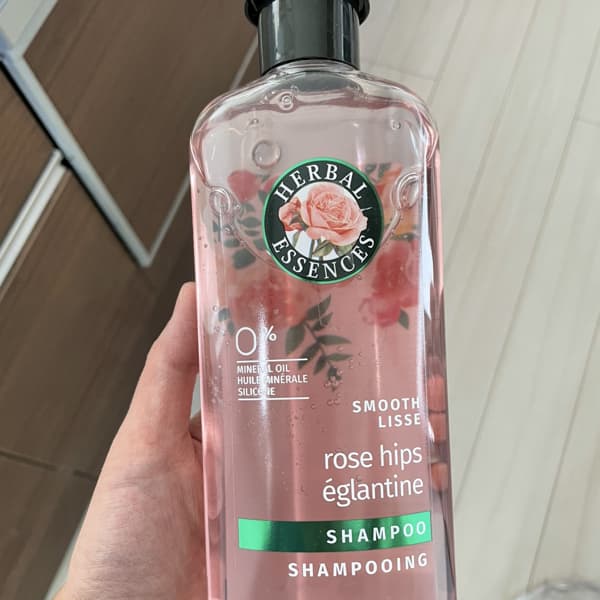 HERBAL
ESSENCES
0%
MINERAL OIL
HUILE MINÉRALE
SILICONE
SMOOTH
LISSE
rose hips
églantine
SHAMPOO
SHAMPOOING